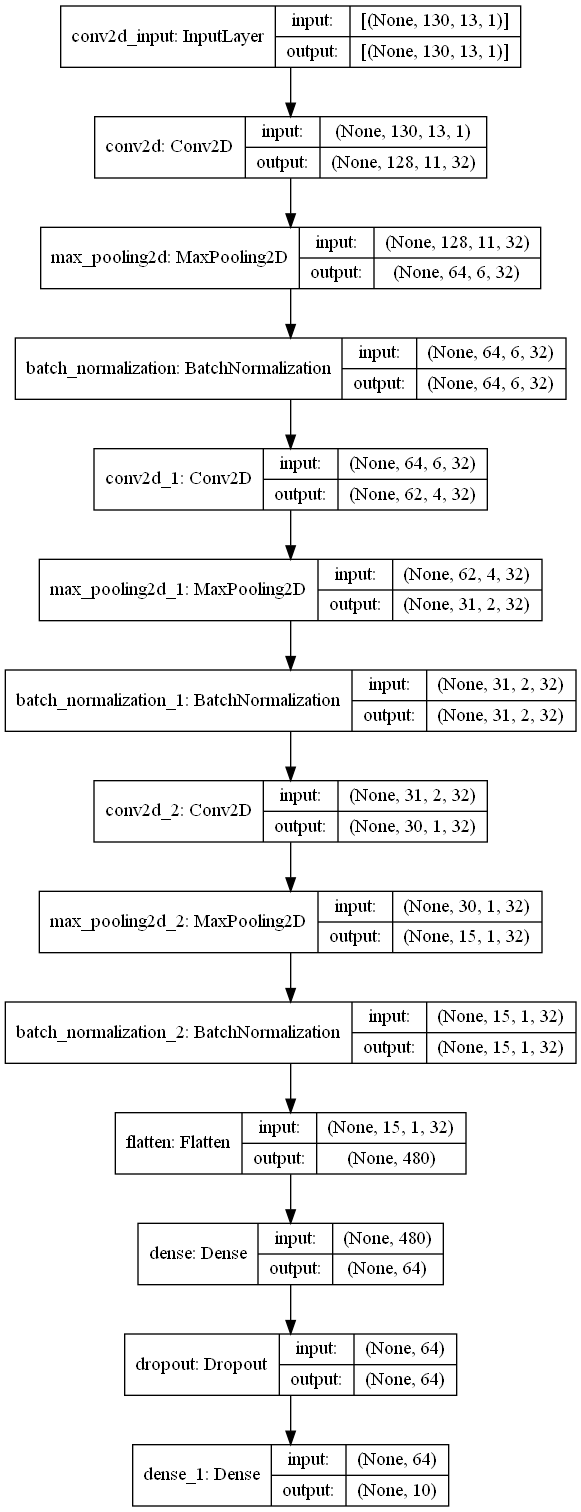 conv2d_input: InputLayer
input:
[(None, 130, 13, 1)]
output:
[(None, 130, 13, 1)]
conv2d: Conv2D
input:
(None, 130, 13, 1)
output:
(None, 128, 11, 32)
max_pooling2d: MaxPooling2D
input:
(None, 128, 11, 32)
output:
(None, 64, 6, 32)
batch_normalization: BatchNormalization
input:
(None, 64, 6, 32)
output:
(None, 64, 6, 32)
conv2d_1: Conv2D
input:
(None, 64, 6, 32)
output:
(None, 62, 4, 32)
max_pooling2d_1: MaxPooling2D
input:
(None, 62, 4, 32)
output:
(None, 31, 2, 32)
batch_normalization_1: BatchNormalization
input:
(None, 31, 2, 32)
output:
(None, 31, 2, 32)
conv2d_2: Conv2D
input:
(None, 31, 2, 32)
output:
(None, 30, 1, 32)
max_pooling2d_2: MaxPooling2D
input:
(None, 30, 1, 32)
output:
(None, 15, 1, 32)
batch_normalization_2: BatchNormalization
input:
(None, 15, 1, 32)
output:
(None, 15, 1, 32)
flatten: Flatten
input:
(None, 15, 1, 32)
output:
(None, 480)
dense: Dense
input:
(None, 480)
output:
(None, 64)
dropout: Dropout
input:
(None, 64)
output:
(None, 64)
dense_1: Dense
input:
(None, 64)
output:
(None, 10)